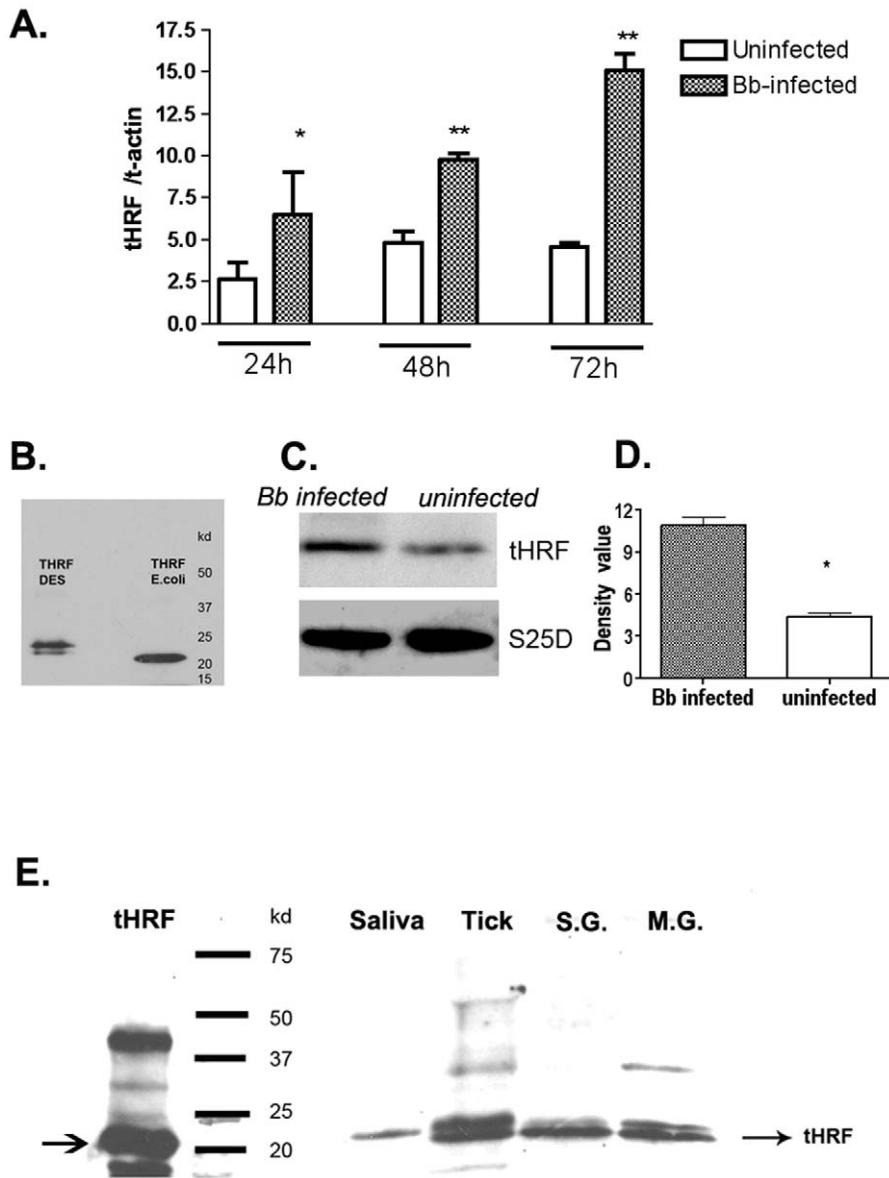 A.
tHRF /t-actin
17.5
15.0
12.5
10.0
7.5
5.0
2.5
0.0
*
**
**
24h
48h
72h
Uninfected
Bb-infected
B.
THRF
DES
THRF
E.coli
kd
50
37
25
20
15
C.
Bb infected
uninfected
tHRF
S25D
D.
Density value
12
9
6
3
0
*
Bb infected
uninfected
E.
tHRF
kd
75
50
37
25
20
Saliva
Tick
S.G.
M.G.
tHRF